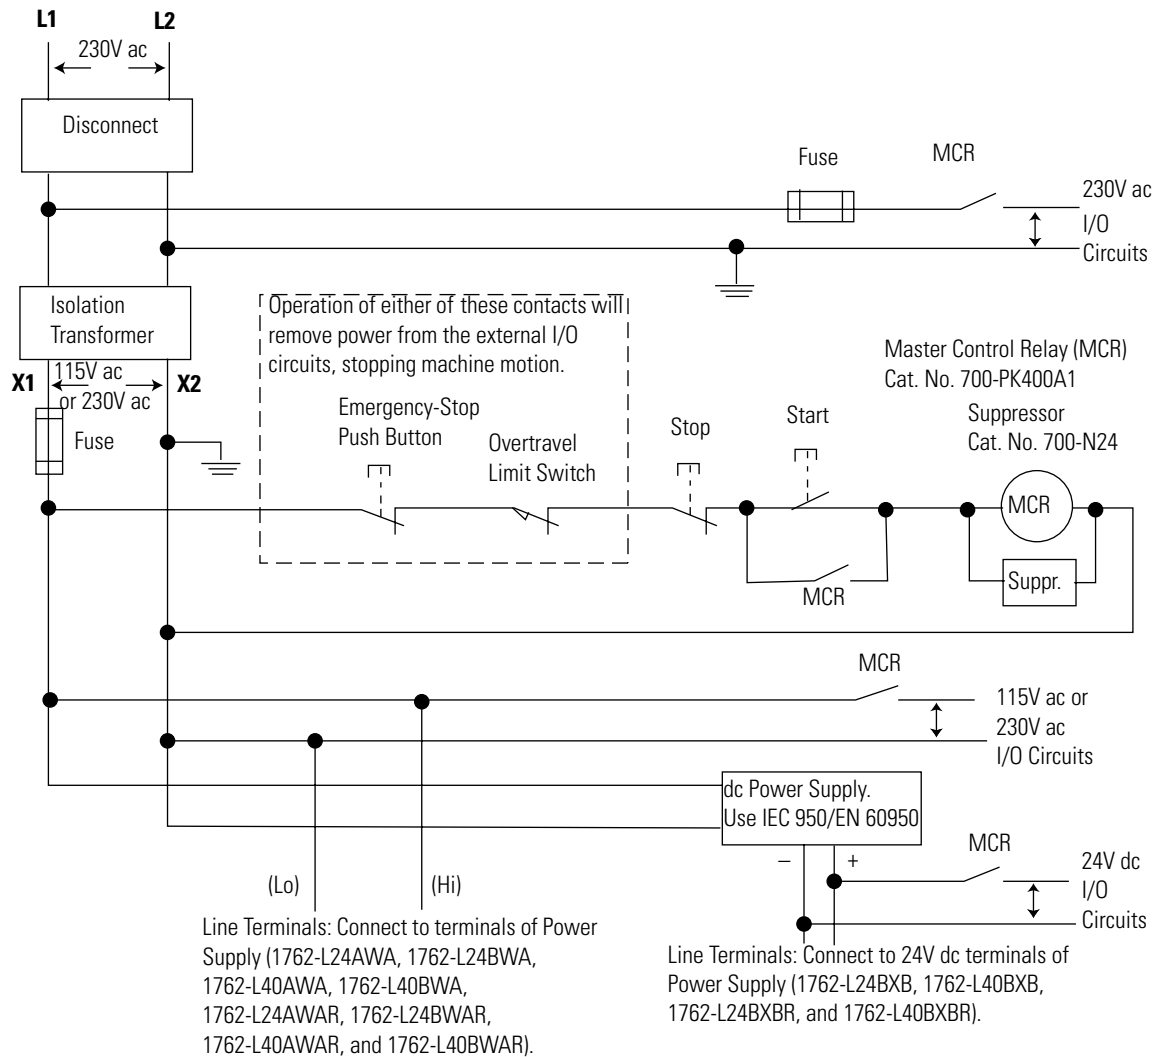 L1
L2
230V ac
Disconnect
Fuse
MCR
230V ac
I/O
Circuits
Isolation
Transformer
Operation of either of these contacts will
remove power from the external I/O
circuits, stopping machine motion.
Master Control Relay (MCR)
Cat. No. 700-PK400A1
X1
115V ac
or 230V ac
X2
Fuse
Emergency-Stop
Push Button
Overtravel
Limit Switch
Stop
Start
Suppressor
Cat. No. 700-N24
MCR
Suppr.
MCR
MCR
115V ac or
230V ac
I/O Circuits
dc Power Supply.
Use IEC 950/EN 60950
–
+
MCR
24V dc
I/O
Circuits
(Lo)
(Hi)
Line Terminals: Connect to terminals of Power
Supply (1762-L24AWA, 1762-L24BWA,
1762-L40AWA, 1762-L40BWA,
1762-L24AWAR, 1762-L24BWAR,
1762-L40AWAR, and 1762-L40BWAR).
Line Terminals: Connect to 24V dc terminals of
Power Supply (1762-L24BXB, 1762-L40BXB,
1762-L24BXBR, and 1762-L40BXBR).